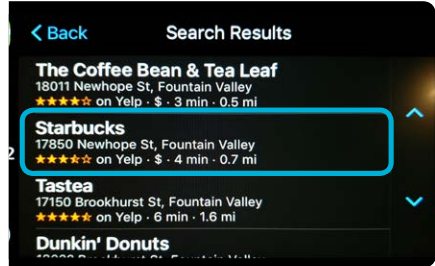 Back
Search Results
The Coffee Bean & Tea Leaf
18011 Newhope St, Fountain Valley
★★★★☆ on Yelp · $ · 3 min · 0.5 mi
Starbucks
17850 Newhope St, Fountain Valley
★★★★☆ on Yelp · $ · 4 min · 0.7 mi
2
Tastea
17150 Brookhurst St, Fountain Valley
★★★★★ on Yelp · 6 min · 1.6 mi
Dunkin' Donuts